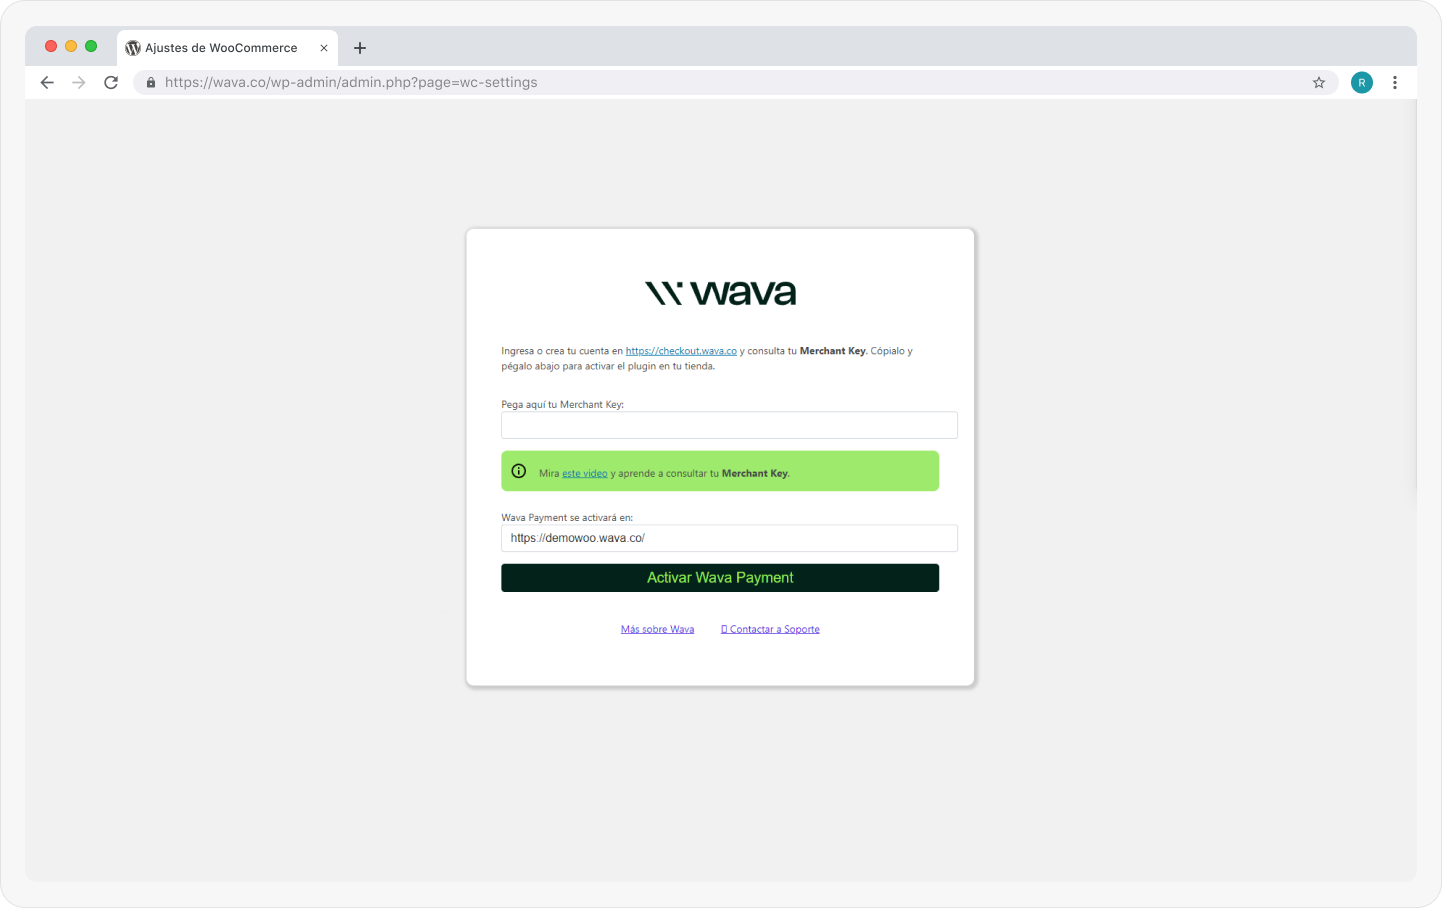 Ajustes de WooCommerce
https://wava.co/wp-admin/admin.php?page=wc-settings
R
wava
Ingresa o crea tu cuenta en https://checkout.wava.co y consulta tu Merchant Key. Cópialo y
pégalo abajo para activar el plugin en tu tienda.
Pega aquí tu Merchant Key:
Mira este video y aprende a consultar tu Merchant Key.
Wava Payment se activará en:
https://demowoo.wava.co/
Activar Wava Payment
Más sobre Wava
Contactar a Soporte